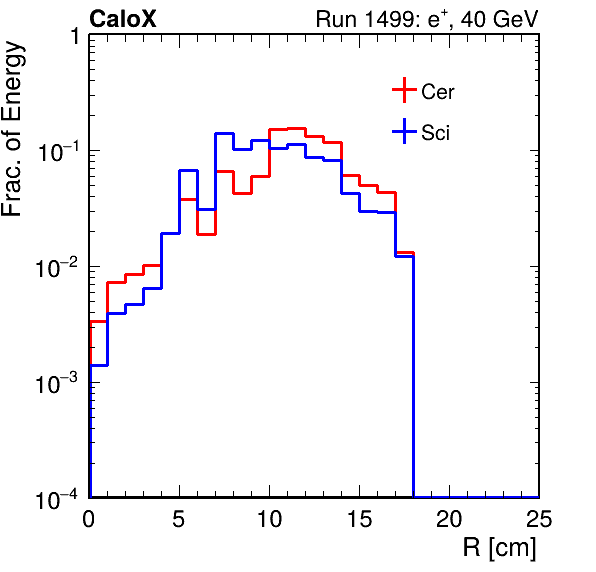 CaloX Run 1499: e⁺, 40 GeV
Frac. of Energy
1
10⁻¹
10⁻²
10⁻³
10⁻⁴
Cer
Sci
0 5 10 15 20 25
R [cm]